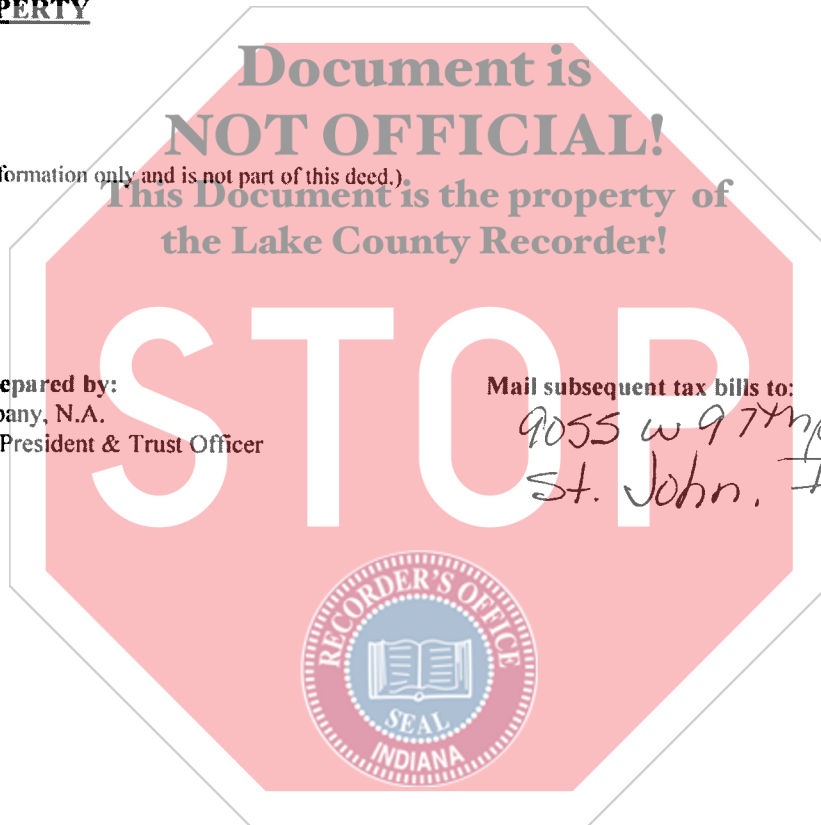 PERTY
Document is
NOT OFFICIAL!
formation only and is not part of this deed.)
This Document is the property of
the Lake County Recorder!
STOP
epared by:
pany, N.A.
President & Trust Officer
Mail subsequent tax bills to:
9055 W 97th
St. John.
RECORDER'S OFFICE
SEAL
INDIANA